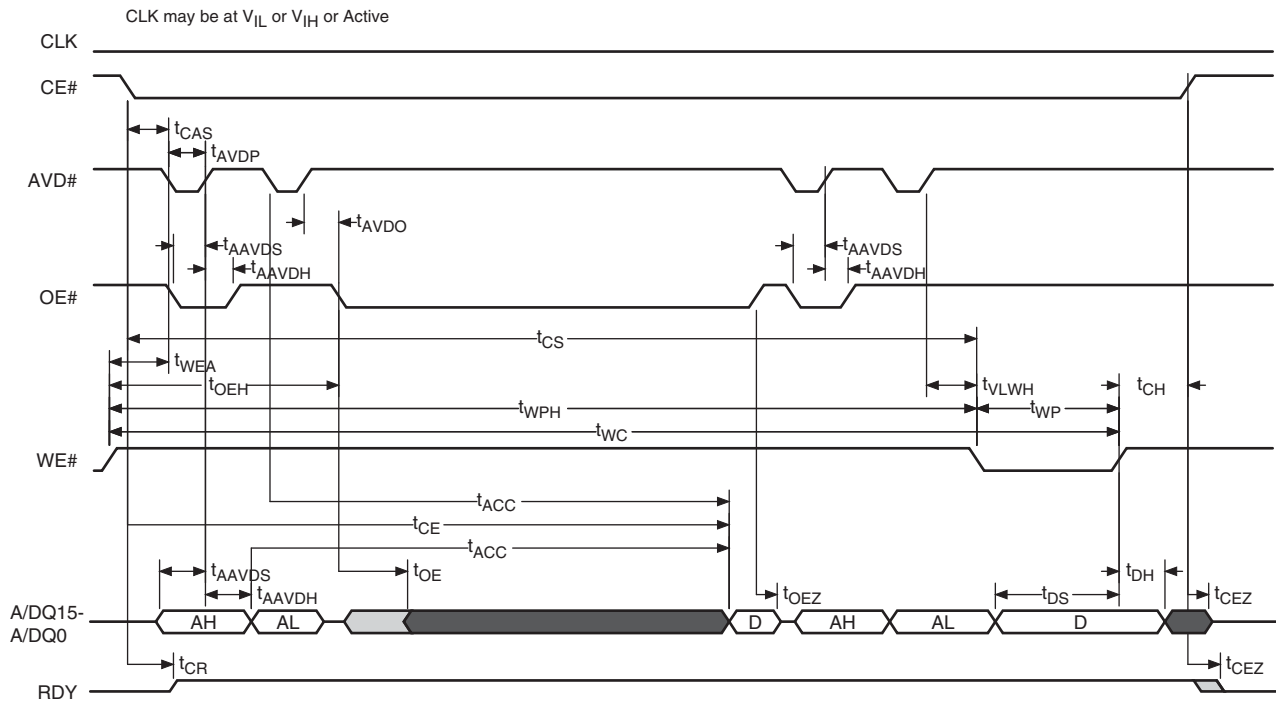 CLK may be at VIL or VIH or Active
CLK
CE#
tCAS
tAVDP
AVD#
tAVDO
tAAVDS
tAAVDS
tAAVDH
tAAVDH
OE#
tCS
tWEA
tOEH
tVLWH
tCH
tWPH
tWP
tWC
WE#
tACC
tCE
tACC
tAAVDS
tOE
tDH
tAAVDH
tOEZ
tDS
tCEZ
A/DQ15-
A/DQ0
AH
AL
D
AH
AL
D
tCR
tCEZ
RDY